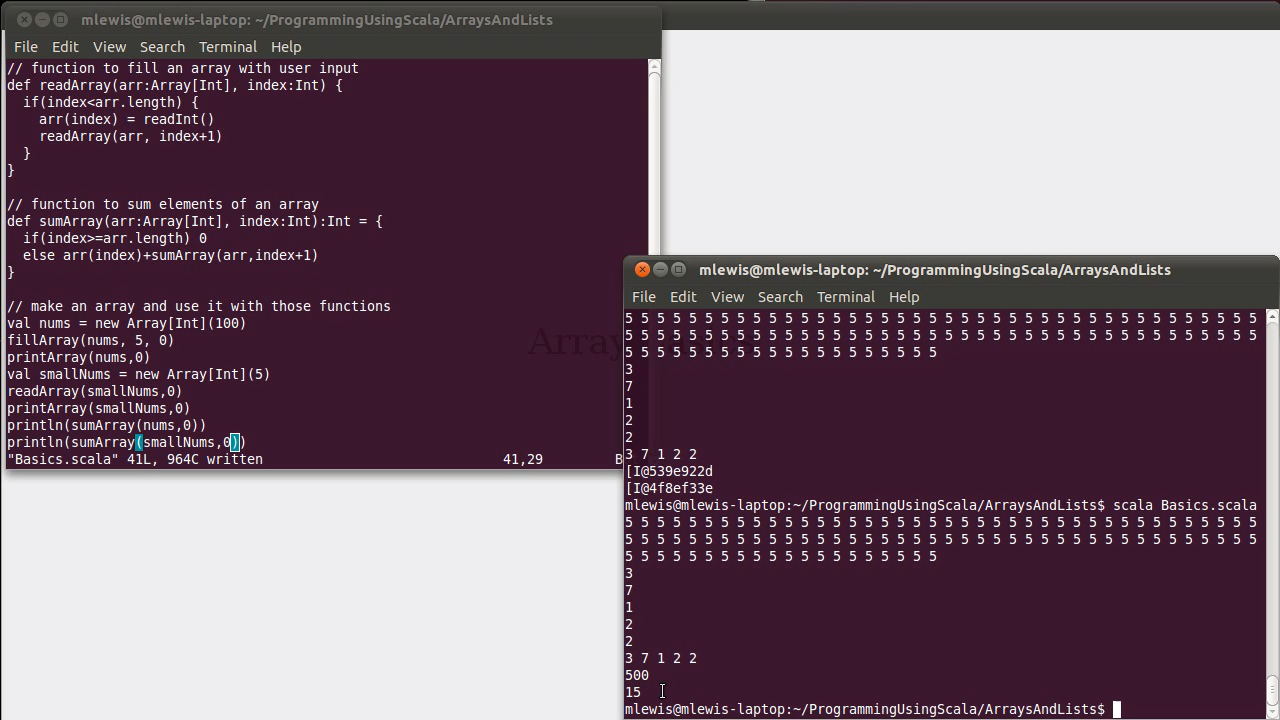 mlewis@mlewis-laptop: ~/ProgrammingUsingScala/ArraysAndLists
File Edit View Search Terminal Help
// function to fill an array with user input
def readArray(arr:Array[Int], index:Int) {
  if(index<arr.length) {
    arr(index) = readInt()
    readArray(arr, index+1)
  }
}
// function to sum elements of an array
def sumArray(arr:Array[Int], index:Int):Int = {
  if(index>=arr.length) 0
  else arr(index)+sumArray(arr,index+1)
}
// make an array and use it with those functions
val nums = new Array[Int](100)
fillArray(nums, 5, 0)
printArray(nums,0)
val smallNums = new Array[Int](5)
readArray(smallNums,0)
printArray(smallNums,0)
println(sumArray(nums,0))
println(sumArray(smallNums,0))
"Basics.scala" 41L, 964C written 41,29 B
Array
mlewis@mlewis-laptop: ~/ProgrammingUsingScala/ArraysAndLists
File Edit View Search Terminal Help
5 5 5 5 5 5 5 5 5 5 5 5 5 5 5 5 5 5 5 5 5 5 5 5 5 5 5 5 5 5 5 5 5 5 5 5 5 5 5 5
5 5 5 5 5 5 5 5 5 5 5 5 5 5 5 5 5 5 5 5 5 5 5 5 5 5 5 5 5 5 5 5 5 5 5 5 5 5 5 5
5 5 5 5 5 5 5 5 5 5 5 5 5 5 5 5 5 5 5 5
3
7
1
2
2
3 7 1 2 2
[I@539e922d
[I@4f8ef33e
mlewis@mlewis-laptop:~/ProgrammingUsingScala/ArraysAndLists$ scala Basics.scala
5 5 5 5 5 5 5 5 5 5 5 5 5 5 5 5 5 5 5 5 5 5 5 5 5 5 5 5 5 5 5 5 5 5 5 5 5 5 5 5
5 5 5 5 5 5 5 5 5 5 5 5 5 5 5 5 5 5 5 5 5 5 5 5 5 5 5 5 5 5 5 5 5 5 5 5 5 5 5 5
5 5 5 5 5 5 5 5 5 5 5 5 5 5 5 5 5 5 5 5
3
7
1
2
2
3 7 1 2 2
500
15
mlewis@mlewis-laptop:~/ProgrammingUsingScala/ArraysAndLists$